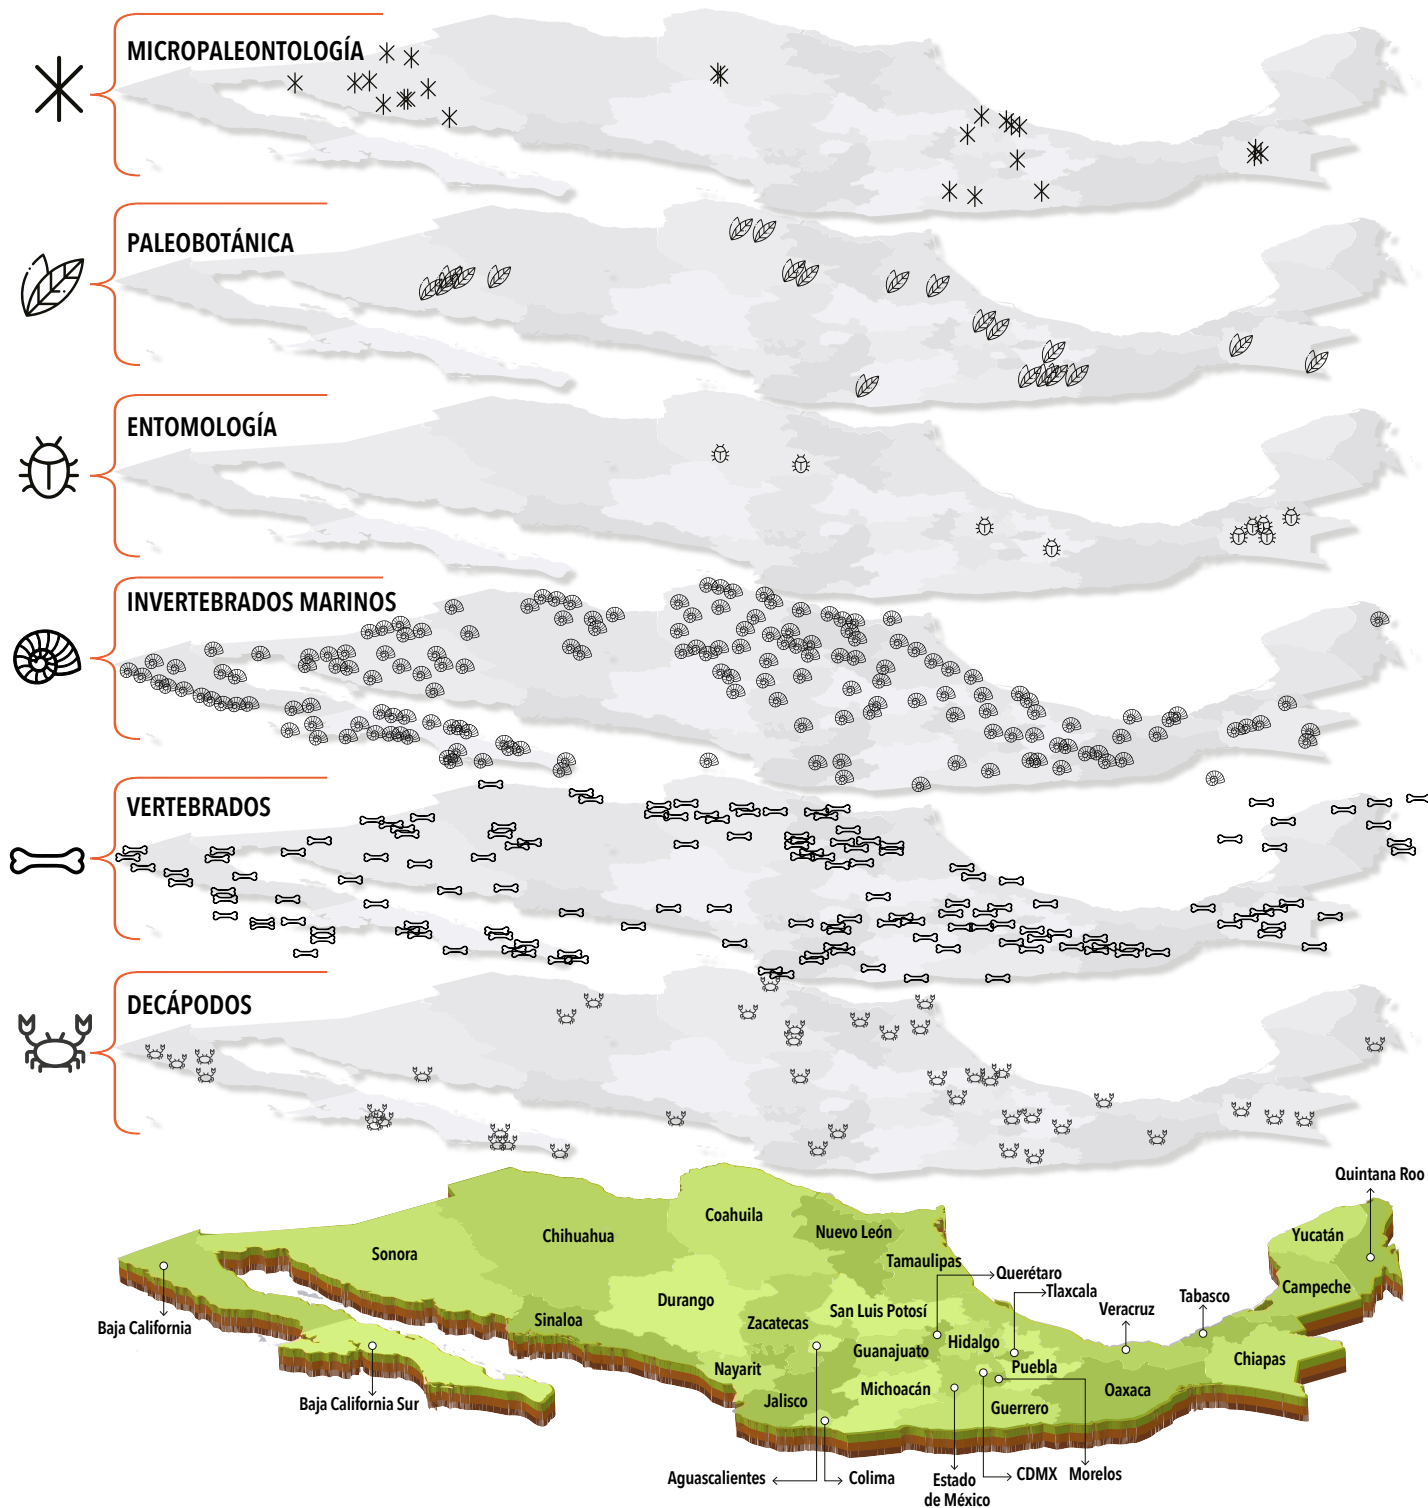 MICROPALEONTOLOGÍA
PALEOBOTÁNICA
ENTOMOLOGÍA
INVERTEBRADOS MARINOS
VERTEBRADOS
DECÁPODOS
Quintana Roo
Coahuila
Nuevo León
Yucatán
Chihuahua
Sonora
Tamaulipas
Querétaro
Campeche
Tlaxcala
Durango
Tabasco
San Luis Potosí
Veracruz
Sinaloa
Zacatecas
Baja California
Hidalgo
Guanajuato
Chiapas
Nayarit
Puebla
Michoacán
Oaxaca
Jalisco
Baja California Sur
Guerrero
Aguascalientes
Colima
Estado
de México
CDMX
Morelos